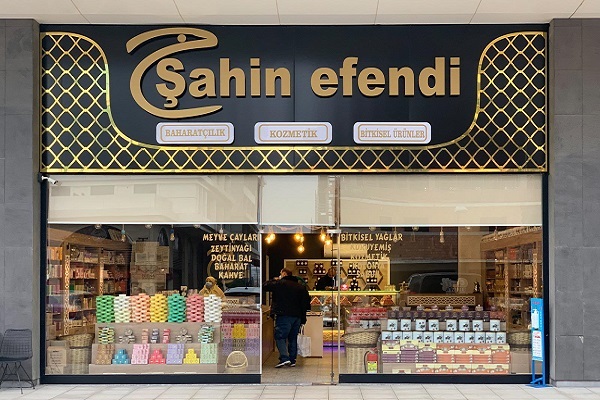 Şahin efendi
BAHARATÇILIK
KOZMETİK
BİTKİSEL ÜRÜNLER
MEYVE ÇAYLARI
ZEYTİNYAĞI
DOĞAL BAL
BAHARAT
KAHVE
BİTKİSEL YAĞLAR
KURUYEMİŞ
KOZMETİK